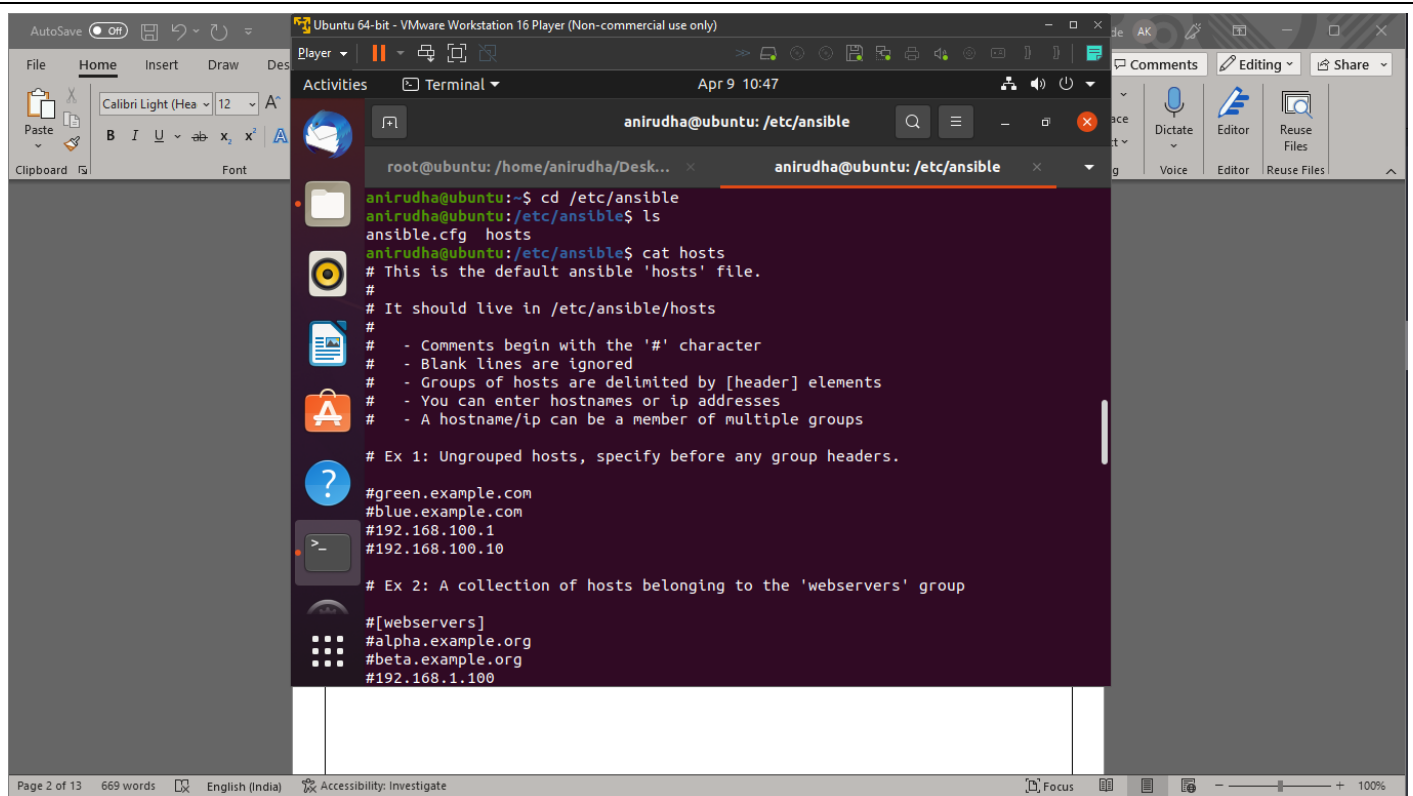 Ubuntu 64-bit - VMware Workstation 16 Player (Non-commercial use only)
AutoSave Off
de AK
Player
File Home Insert Draw Des
Comments Editing Share
Activities Terminal Apr 9 10:47
Calibri Light (Hea 12 A
Paste
B I U ab x2 x2 A
anirudha@ubuntu: /etc/ansible
ace
Dictate Editor Reuse Files
Clipboard Font
g Voice Editor Reuse Files
root@ubuntu: /home/anirudha/Desk... anirudha@ubuntu: /etc/ansible
anirudha@ubuntu:~$ cd /etc/ansible
anirudha@ubuntu:/etc/ansible$ ls
ansible.cfg hosts
anirudha@ubuntu:/etc/ansible$ cat hosts
# This is the default ansible 'hosts' file.
#
# It should live in /etc/ansible/hosts
#
# - Comments begin with the '#' character
# - Blank lines are ignored
# - Groups of hosts are delimited by [header] elements
# - You can enter hostnames or ip addresses
# - A hostname/ip can be a member of multiple groups
# Ex 1: Ungrouped hosts, specify before any group headers.
#green.example.com
#blue.example.com
#192.168.100.1
#192.168.100.10
# Ex 2: A collection of hosts belonging to the 'webservers' group
#[webservers]
#alpha.example.org
#beta.example.org
#192.168.1.100
Page 2 of 13 669 words English (India) Accessibility: Investigate Focus 100%